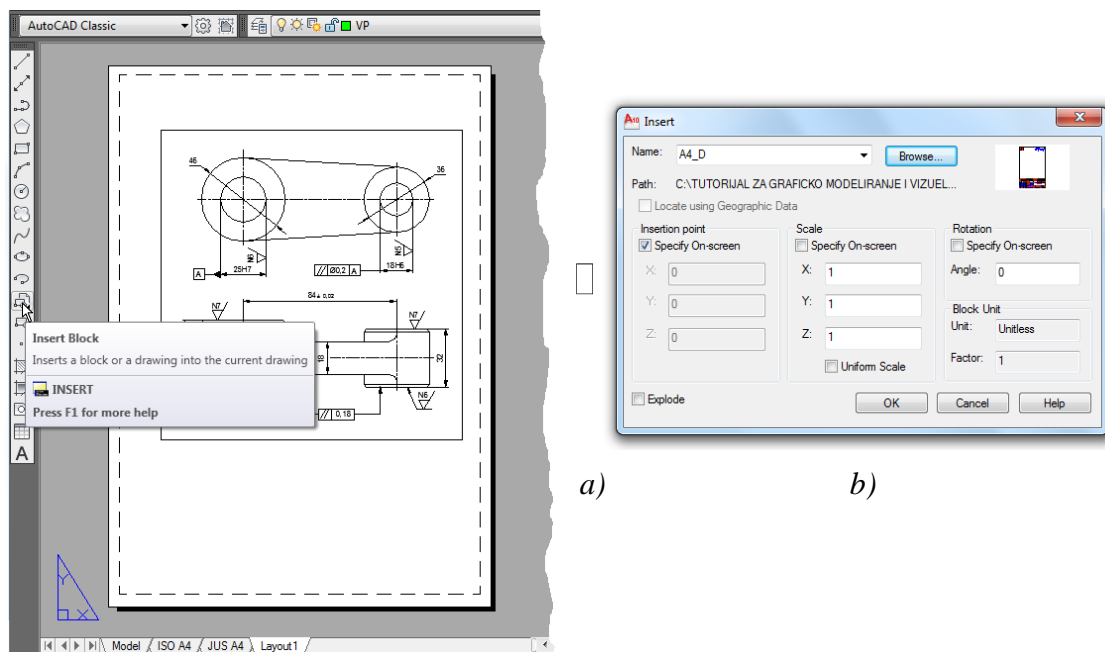 AutoCAD Classic
VP
46
36
N6
N5
A
25H7
// Ø0,2 A
18H6
84± 0,02
N7
N7
18
32
N6
// 0,18
Insert Block
Inserts a block or a drawing into the current drawing
INSERT
Press F1 for more help
A
Y
X
Model
ISO A4
JUS A4
Layout1
a)
Insert
Name:
A4_D
Browse...
Path: C:\TUTORIJAL ZA GRAFICKO MODELIRANJE I VIZUEL...
Locate using Geographic Data
Insertion point
Specify On-screen
X: 0
Y: 0
Z: 0
Scale
Specify On-screen
X: 1
Y: 1
Z: 1
Uniform Scale
Rotation
Specify On-screen
Angle: 0
Block Unit
Unit: Unitless
Factor: 1
Explode
OK
Cancel
Help
b)